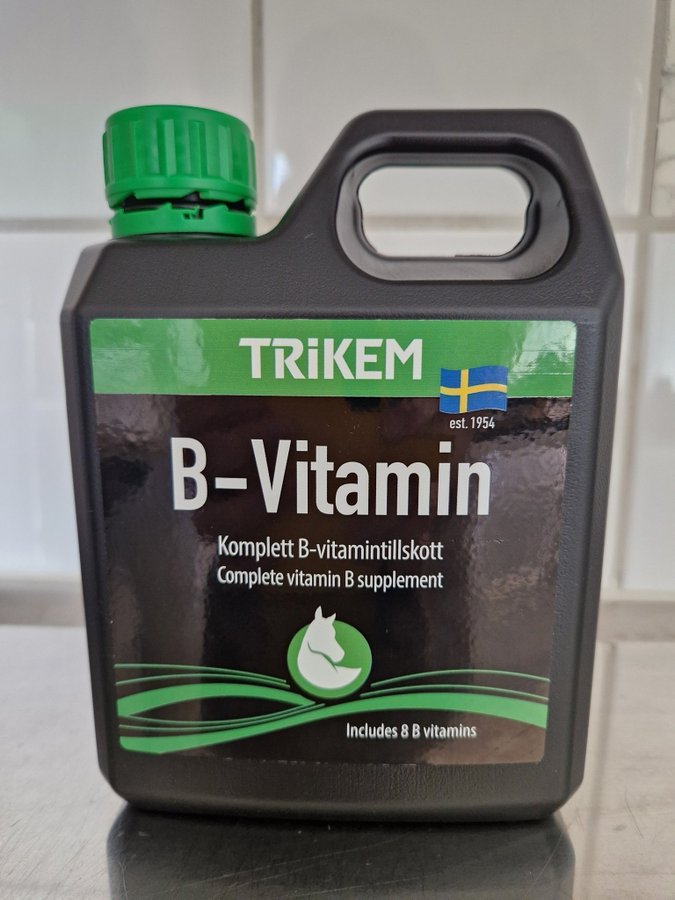 TRiKEM
est. 1954
B-Vitamin
Komplett B-vitamintillskott
Complete vitamin B supplement
Includes 8 B vitamins